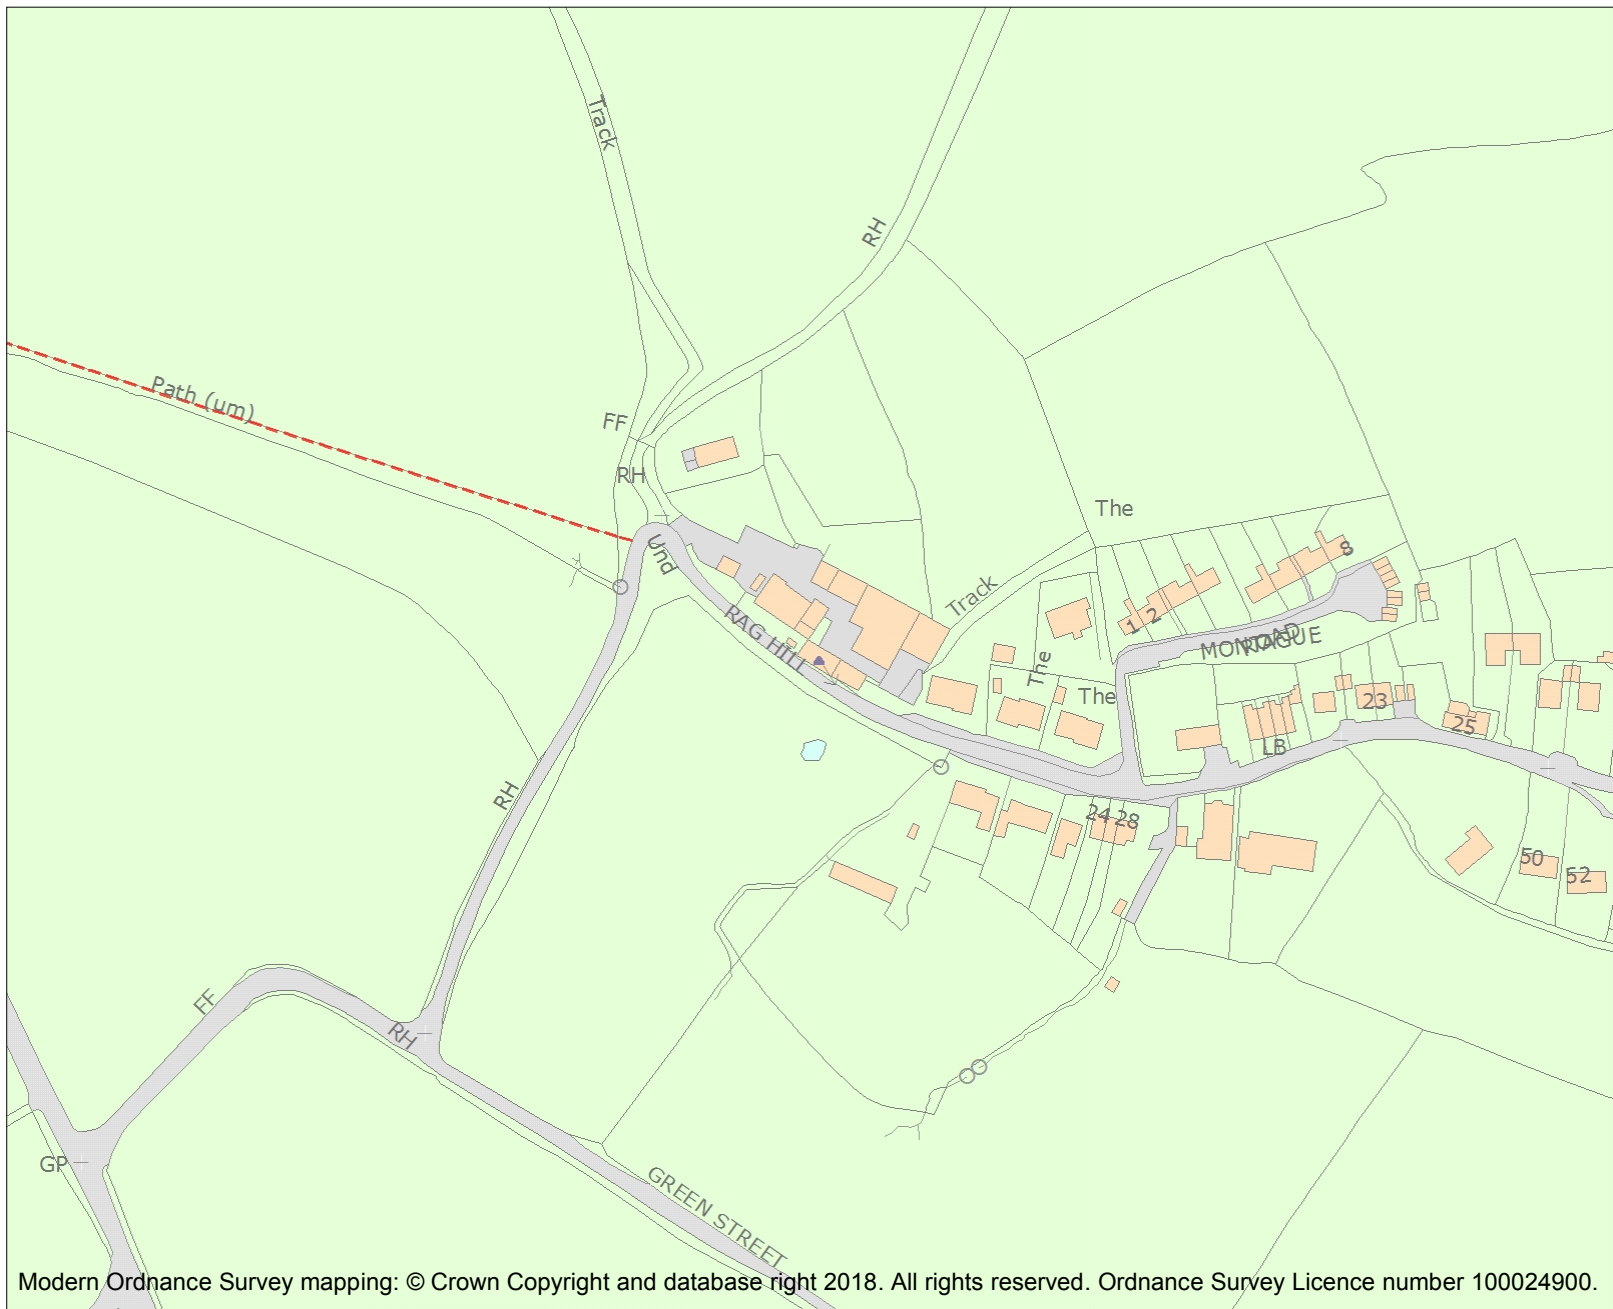 Track
RH
Path (um)
FF
RH
The
Und
8
Track
RAG HILL
1
2
MONTAGUE
ROAD
The
The
23
25
LB
RH
24
28
50
52
FF
RH
GP
GREEN STREET
Modern Ordnance Survey mapping: © Crown Copyright and database right 2018. All rights reserved. Ordnance Survey Licence number 100024900.